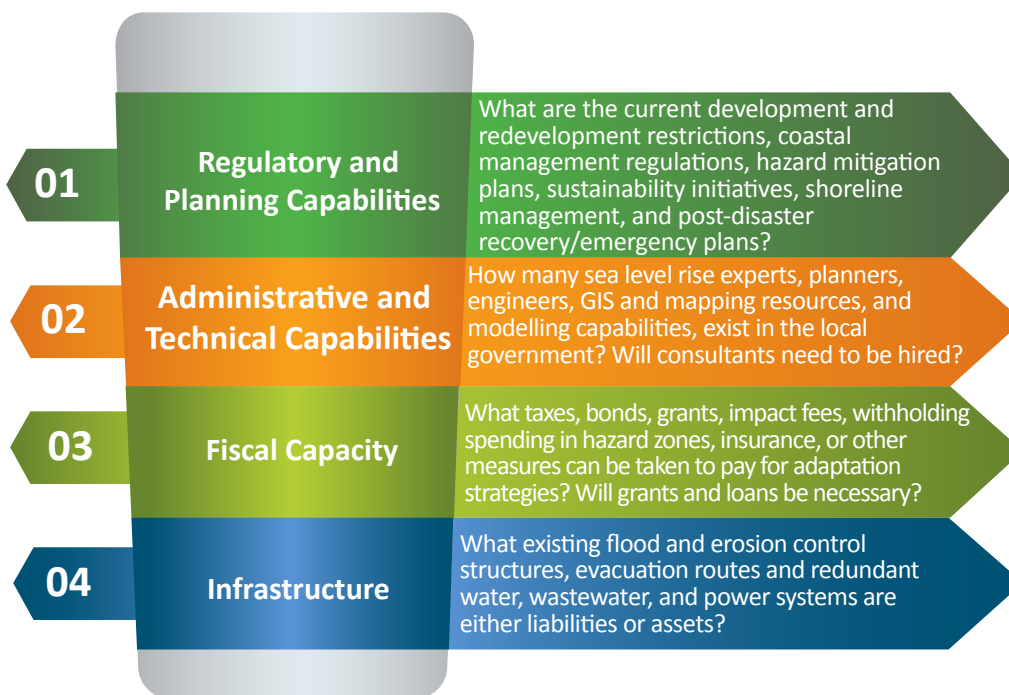 01
Regulatory and
Planning Capabilities
What are the current development and
redevelopment restrictions, coastal
management regulations, hazard mitigation
plans, sustainability initiatives, shoreline
management, and post-disaster
recovery/emergency plans?
02
Administrative and
Technical Capabilities
How many sea level rise experts, planners,
engineers, GIS and mapping resources, and
modelling capabilities, exist in the local
government? Will consultants need to be hired?
03
Fiscal Capacity
What taxes, bonds, grants, impact fees, withholding
spending in hazard zones, insurance, or other
measures can be taken to pay for adaptation
strategies? Will grants and loans be necessary?
04
Infrastructure
What existing flood and erosion control
structures, evacuation routes and redundant
water, wastewater, and power systems are
either liabilities or assets?